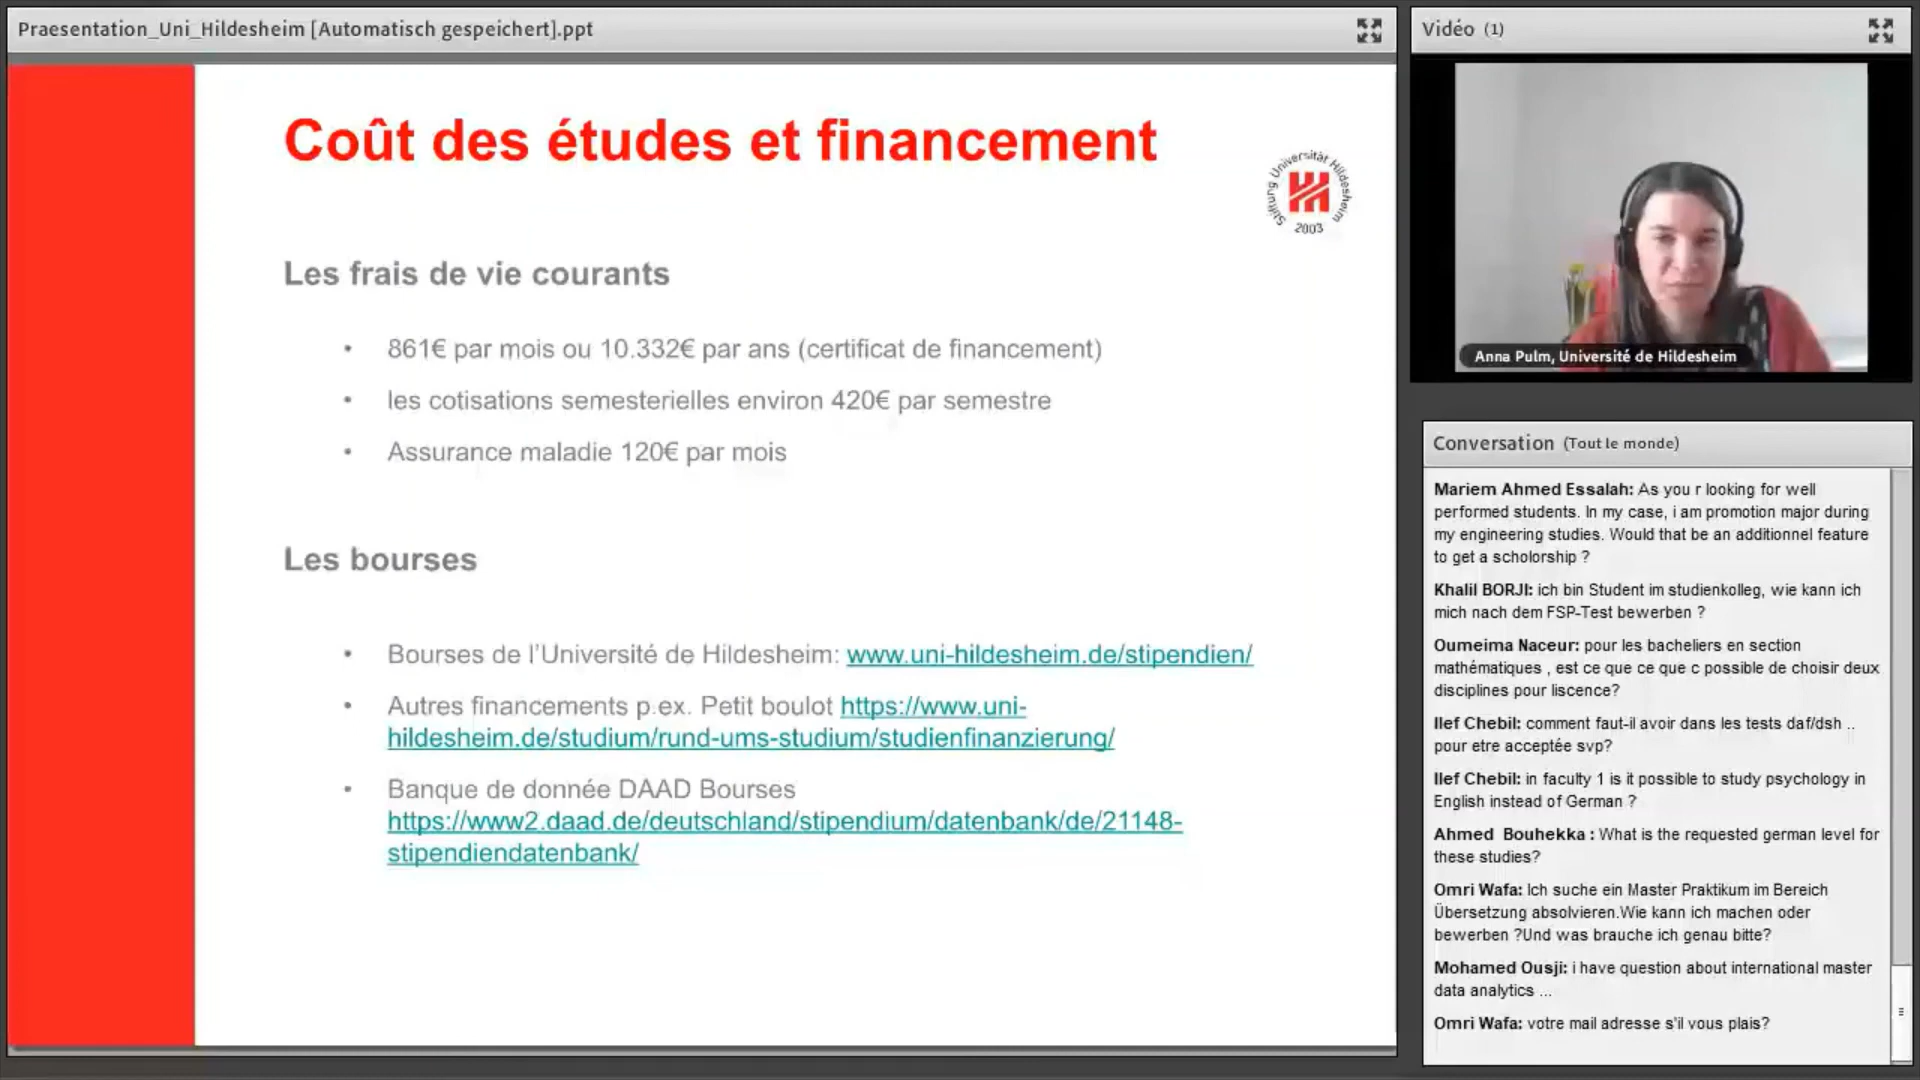 Praesentation_Uni_Hildesheim [Automatisch gespeichert].ppt
Coût des études et financement
Stiftung Universität Hildesheim
2003
Les frais de vie courants
• 861€ par mois ou 10.332€ par ans (certificat de financement)
• les cotisations semesterielles environ 420€ par semestre
• Assurance maladie 120€ par mois
Les bourses
• Bourses de l'Université de Hildesheim: www.uni-hildesheim.de/stipendien/
• Autres financements p.ex. Petit boulot https://www.uni-
hildesheim.de/studium/rund-ums-studium/studienfinanzierung/
• Banque de donnée DAAD Bourses
https://www2.daad.de/deutschland/stipendium/datenbank/de/21148-
stipendiendatenbank/
Vidéo (1)
Anna Pulm, Université de Hildesheim
Conversation (Tout le monde)
Mariem Ahmed Essalah: As you r looking for well
performed students. In my case, i am promotion major during
my engineering studies. Would that be an additionnel feature
to get a scholorship ?
Khalil BORJI: ich bin Student im studienkolleg, wie kann ich
mich nach dem FSP-Test bewerben ?
Oumeima Naceur: pour les bacheliers en section
mathématiques , est ce que ce que c possible de choisir deux
disciplines pour liscence?
Ilef Chebil: comment faut-il avoir dans les tests daf/dsh ..
pour etre acceptée svp?
Ilef Chebil: in faculty 1 is it possible to study psychology in
English instead of German ?
Ahmed Bouhekka : What is the requested german level for
these studies?
Omri Wafa: Ich suche ein Master Praktikum im Bereich
Übersetzung absolvieren.Wie kann ich machen oder
bewerben ?Und was brauche ich genau bitte?
Mohamed Ousji: i have question about international master
data analytics ...
Omri Wafa: votre mail adresse s'il vous plais?